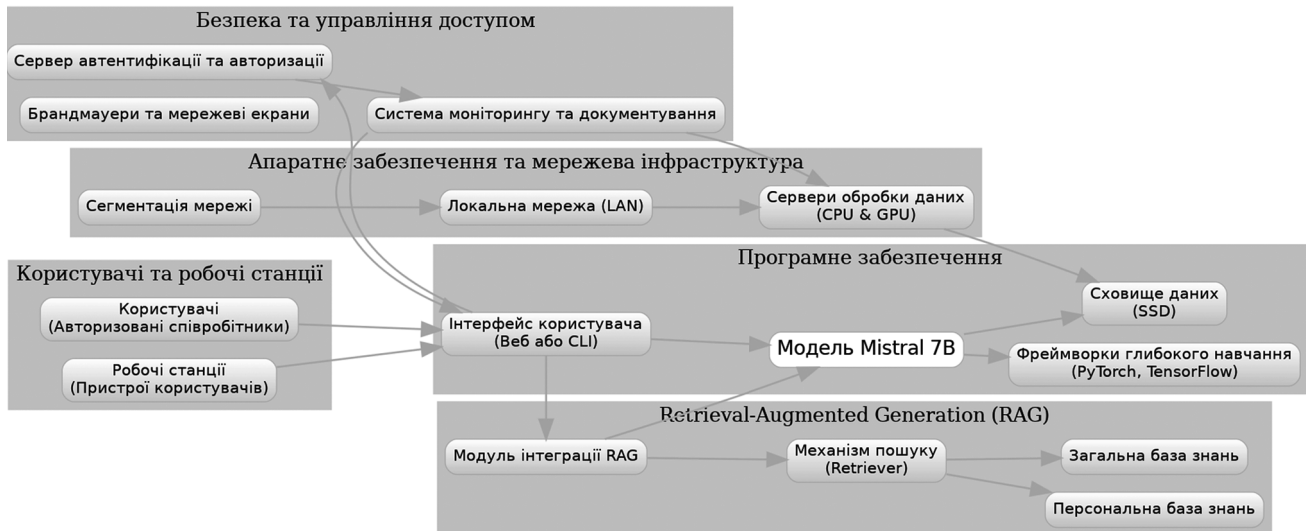 Безпека та управління доступом
Сервер автентифікації та авторизації
Брандмауери та мережеві екрани
Система моніторингу та документування
Апаратне забезпечення та мережева інфраструктура
Сегментація мережі
Локальна мережа (LAN)
Сервери обробки даних
(CPU & GPU)
Користувачі та робочі станції
Користувачі
(Авторизовані співробітники)
Робочі станції
(Пристрої користувачів)
Програмне забезпечення
Інтерфейс користувача
(Веб або CLI)
Модель Mistral 7B
Сховище даних
(SSD)
Фреймворки глибокого навчання
(PyTorch, TensorFlow)
Retrieval-Augmented Generation (RAG)
Модуль інтеграції RAG
Механізм пошуку
(Retriever)
Загальна база знань
Персональна база знань